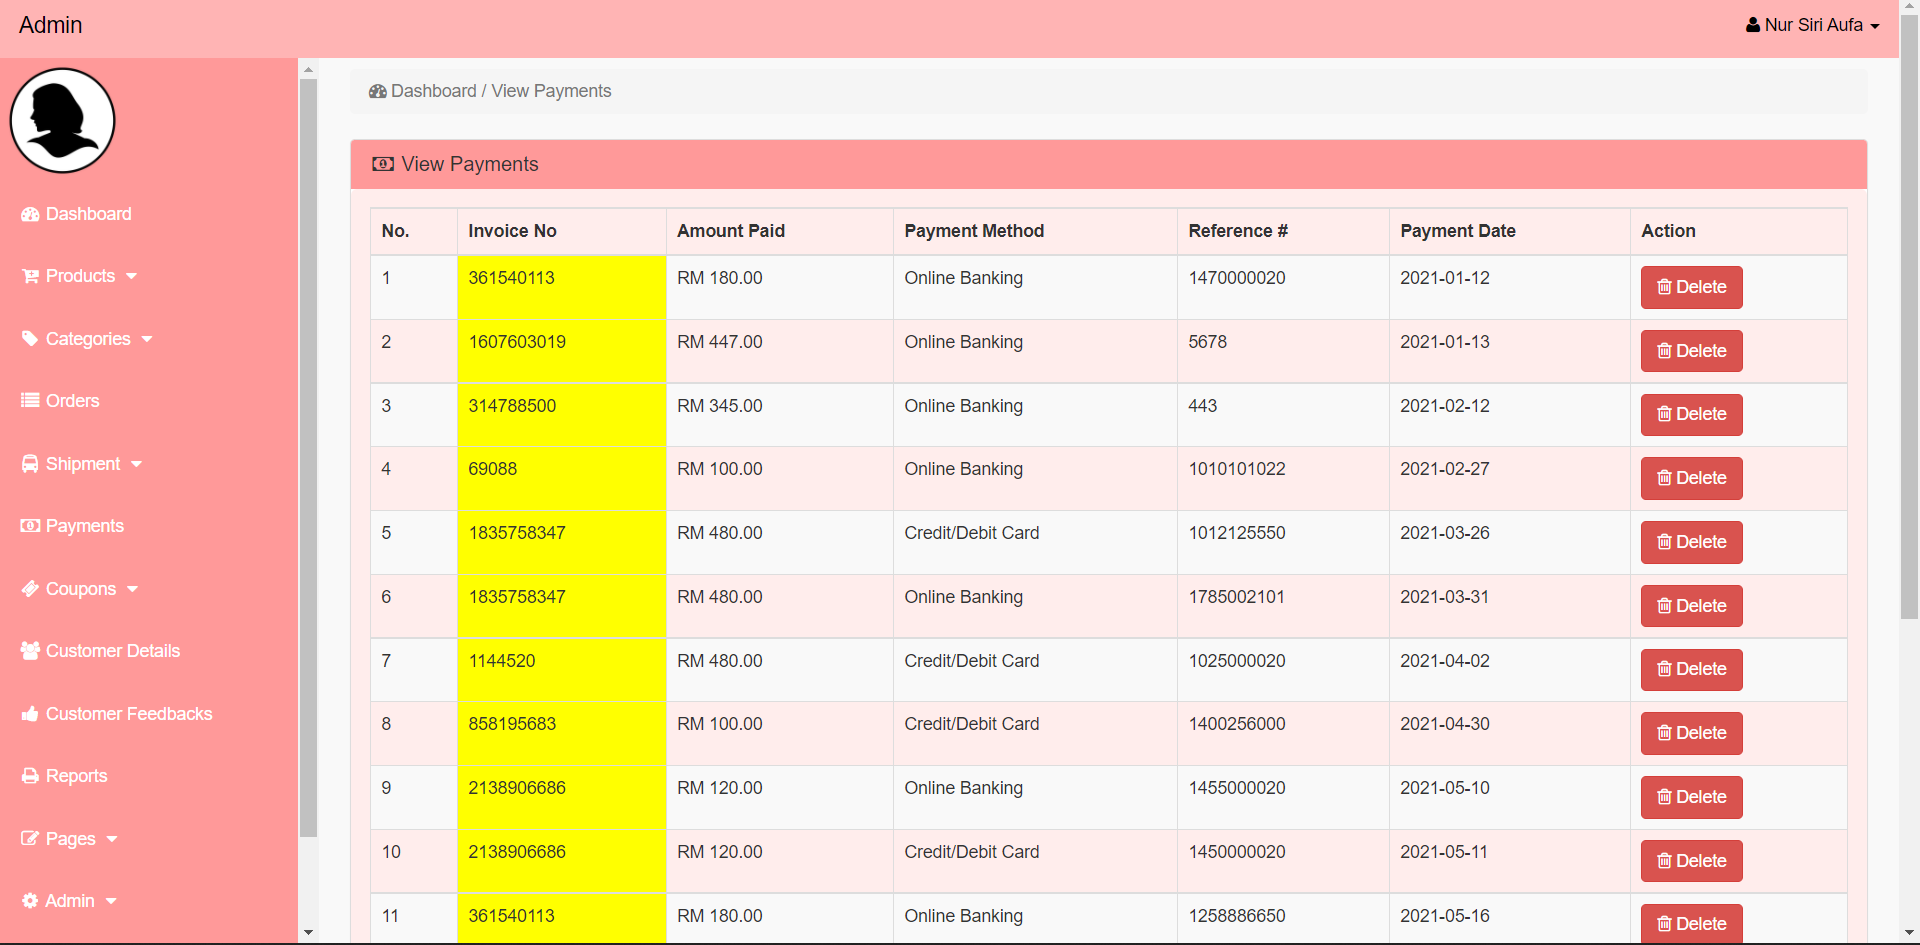 Admin
Nur Siri Aufa
Dashboard / View Payments
Dashboard
Products
Categories
Orders
Shipment
Payments
Coupons
Customer Details
Customer Feedbacks
Reports
Pages
Admin
View Payments
No. Invoice No Amount Paid Payment Method Reference # Payment Date Action
1 361540113 RM 180.00 Online Banking 1470000020 2021-01-12 Delete
2 1607603019 RM 447.00 Online Banking 5678 2021-01-13 Delete
3 314788500 RM 345.00 Online Banking 443 2021-02-12 Delete
4 69088 RM 100.00 Online Banking 1010101022 2021-02-27 Delete
5 1835758347 RM 480.00 Credit/Debit Card 1012125550 2021-03-26 Delete
6 1835758347 RM 480.00 Online Banking 1785002101 2021-03-31 Delete
7 1144520 RM 480.00 Credit/Debit Card 1025000020 2021-04-02 Delete
8 858195683 RM 100.00 Credit/Debit Card 1400256000 2021-04-30 Delete
9 2138906686 RM 120.00 Online Banking 1455000020 2021-05-10 Delete
10 2138906686 RM 120.00 Credit/Debit Card 1450000020 2021-05-11 Delete
11 361540113 RM 180.00 Online Banking 1258886650 2021-05-16 Delete